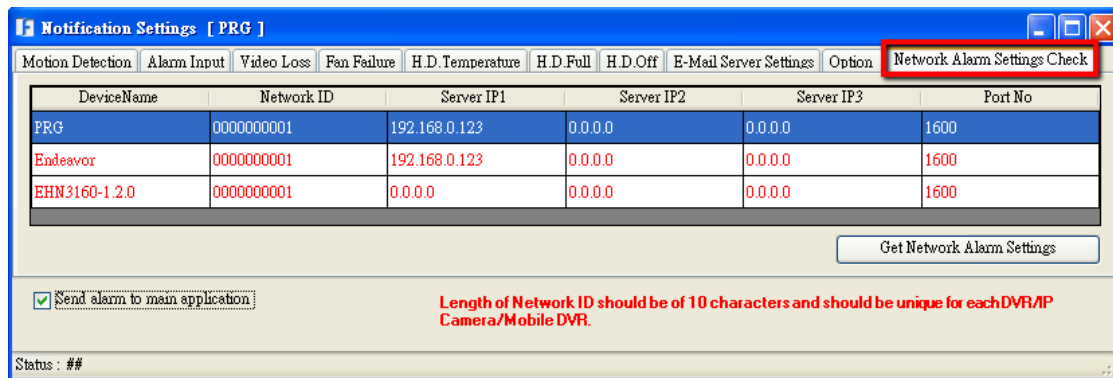 Notification Settings [ PRG ]
Motion Detection Alarm Input Video Loss Fan Failure H.D.Temperature H.D.Full H.D.Off E-Mail Server Settings Option Network Alarm Settings Check
DeviceName Network ID Server IP1 Server IP2 Server IP3 Port No
PRG 0000000001 192.168.0.123 0.0.0.0 0.0.0.0 1600
Endeavor 0000000001 192.168.0.123 0.0.0.0 0.0.0.0 1600
EHN3160-1.2.0 0000000001 0.0.0.0 0.0.0.0 0.0.0.0 1600
Get Network Alarm Settings
Send alarm to main application
Length of Network ID should be of 10 characters and should be unique for each DVR/IP
Camera/Mobile DVR.
Status : ##